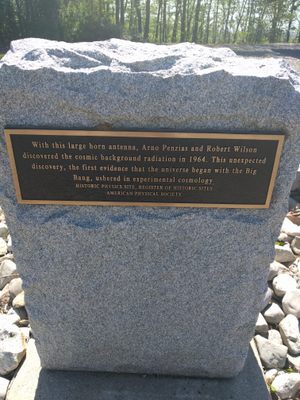 With this large horn antenna, Arno Penzias and Robert Wilson
discovered the cosmic background radiation in 1964. This unexpected
discovery, the first evidence that the universe began with the Big
Bang, ushered in experimental cosmology
HISTORIC PHYSICS SITE, REGISTER OF HISTORIC SITES
AMERICAN PHYSICAL SOCIETY